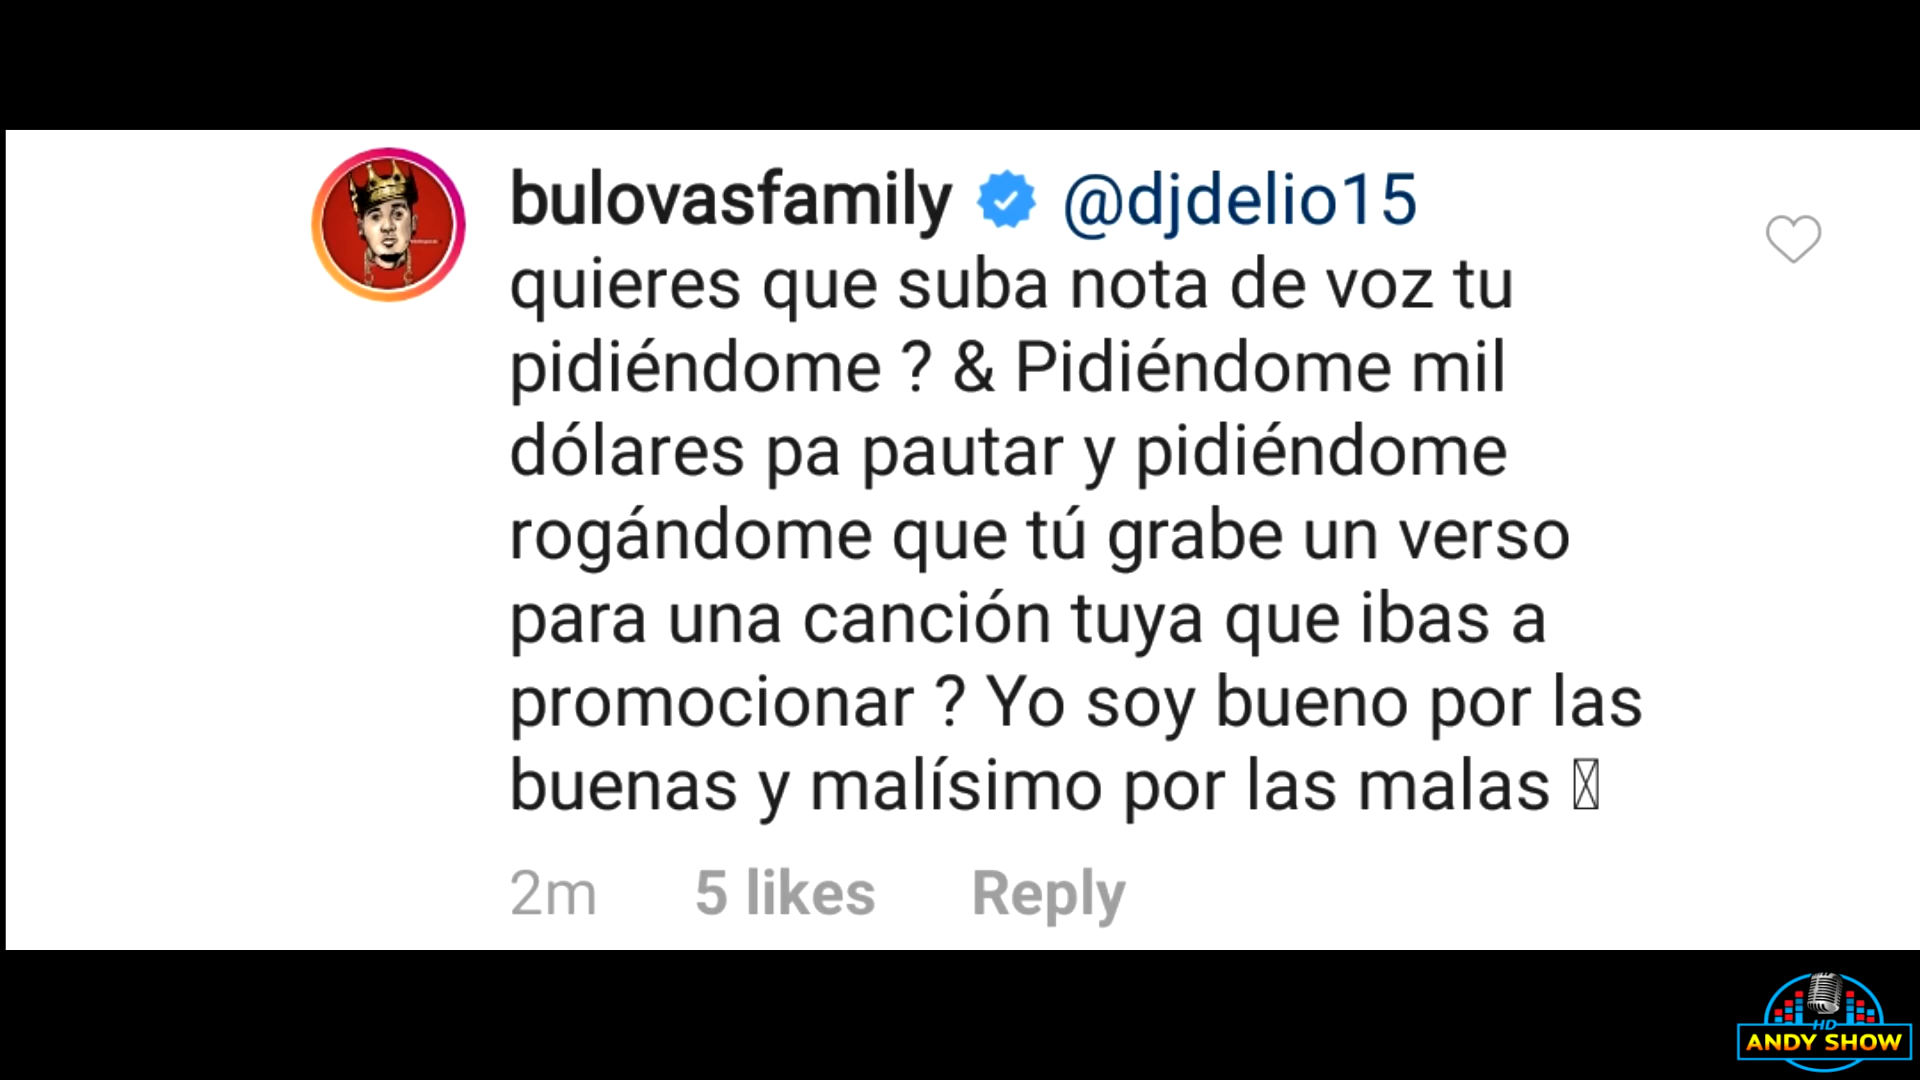 bulovasfamily @djdelio15
quieres que suba nota de voz tu
pidiéndome ? & Pidiéndome mil
dólares pa pautar y pidiéndome
rogándome que tú grabe un verso
para una canción tuya que ibas a
promocionar ? Yo soy bueno por las
buenas y malísimo por las malas
2m 5 likes Reply
HD
ANDY SHOW